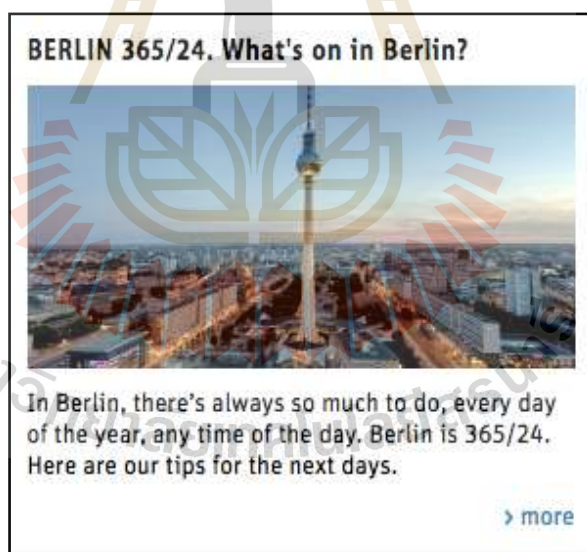 BERLIN 365/24. What's on in Berlin?
In Berlin, there's always so much to do, every day
of the year, any time of the day. Berlin is 365/24.
Here are our tips for the next days.
> more